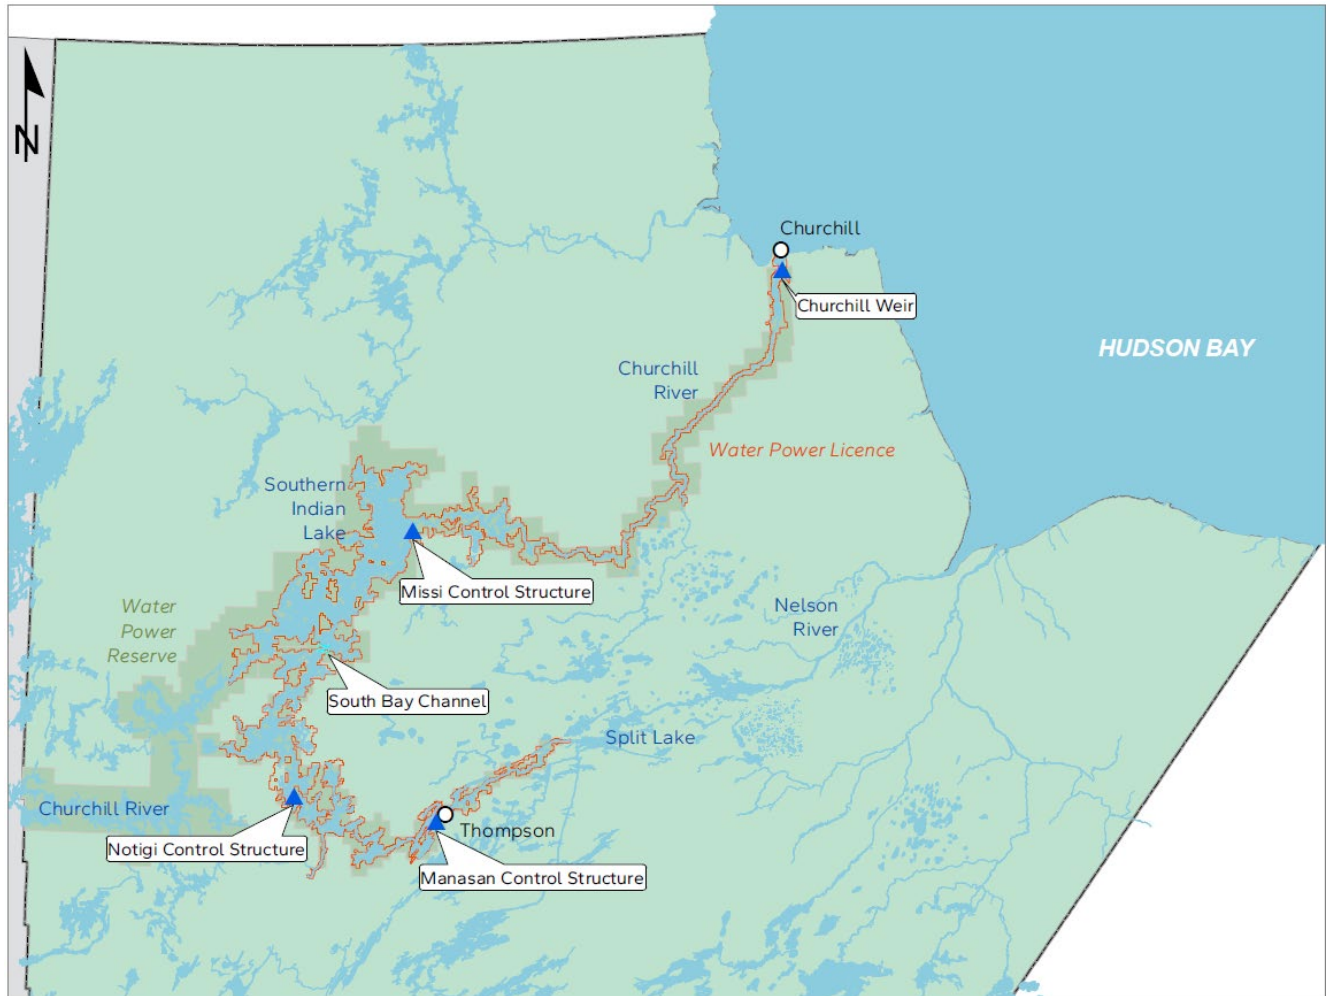 N
Churchill
Churchill Weir
HUDSON BAY
Churchill
River
Water Power Licence
Southern
Indian
Lake
Missi Control Structure
Water
Power
Reserve
Nelson
River
South Bay Channel
Split Lake
Churchill River
Thompson
Notigi Control Structure
Manasan Control Structure